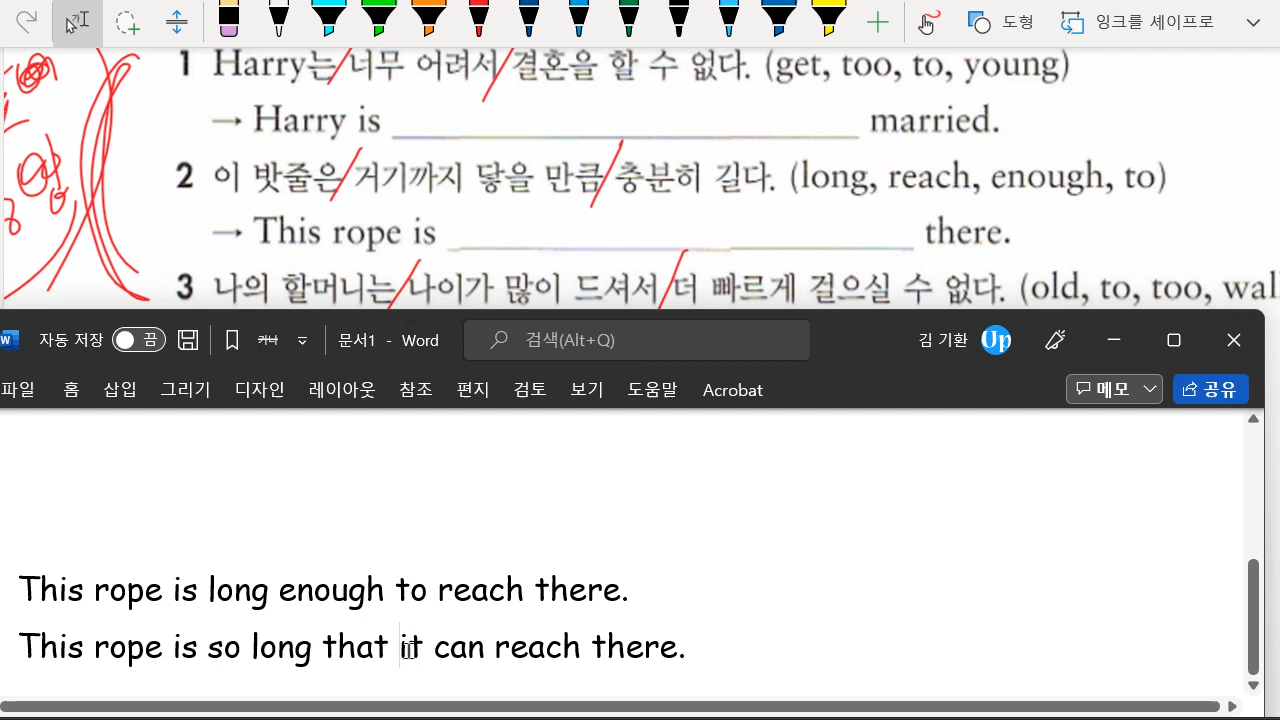 도형
잉크를 셰이프로
1 Harry는 너무 어려서 결혼을 할 수 없다. (get, too, to, young)
→ Harry is ____ married.
2 이 밧줄은 거기까지 닿을 만큼 충분히 길다. (long, reach, enough, to)
→ This rope is ____ there.
3 나의 할머니는 나이가 많이 드셔서 더 빠르게 걸으실 수 없다. (old, to, too, wal
자동 저장 끔 문서1 - Word 검색(Alt+Q) 김 기환 Up
파일 홈 삽입 그리기 디자인 레이아웃 참조 편지 검토 보기 도움말 Acrobat 메모 공유
This rope is long enough to reach there.
This rope is so long that it can reach there.